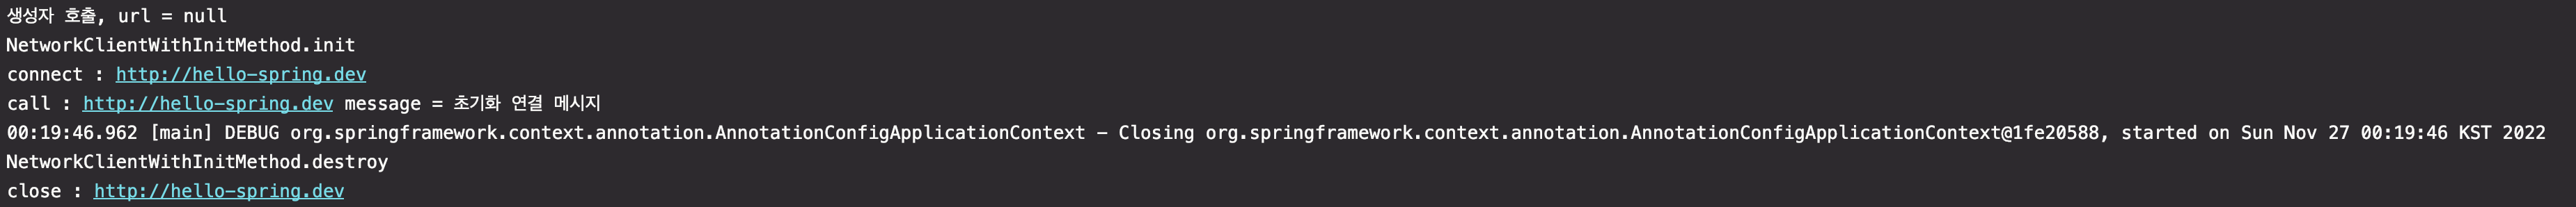 생성자 호출, url = null
NetworkClientWithInitMethod.init
connect : http://hello-spring.dev
call : http://hello-spring.dev message = 초기화 연결 메시지
00:19:46.962 [main] DEBUG org.springframework.context.annotation.AnnotationConfigApplicationContext - Closing org.springframework.context.annotation.AnnotationConfigApplicationContext@1fe20588, started on Sun Nov 27 00:19:46 KST 2022
NetworkClientWithInitMethod.destroy
close : http://hello-spring.dev